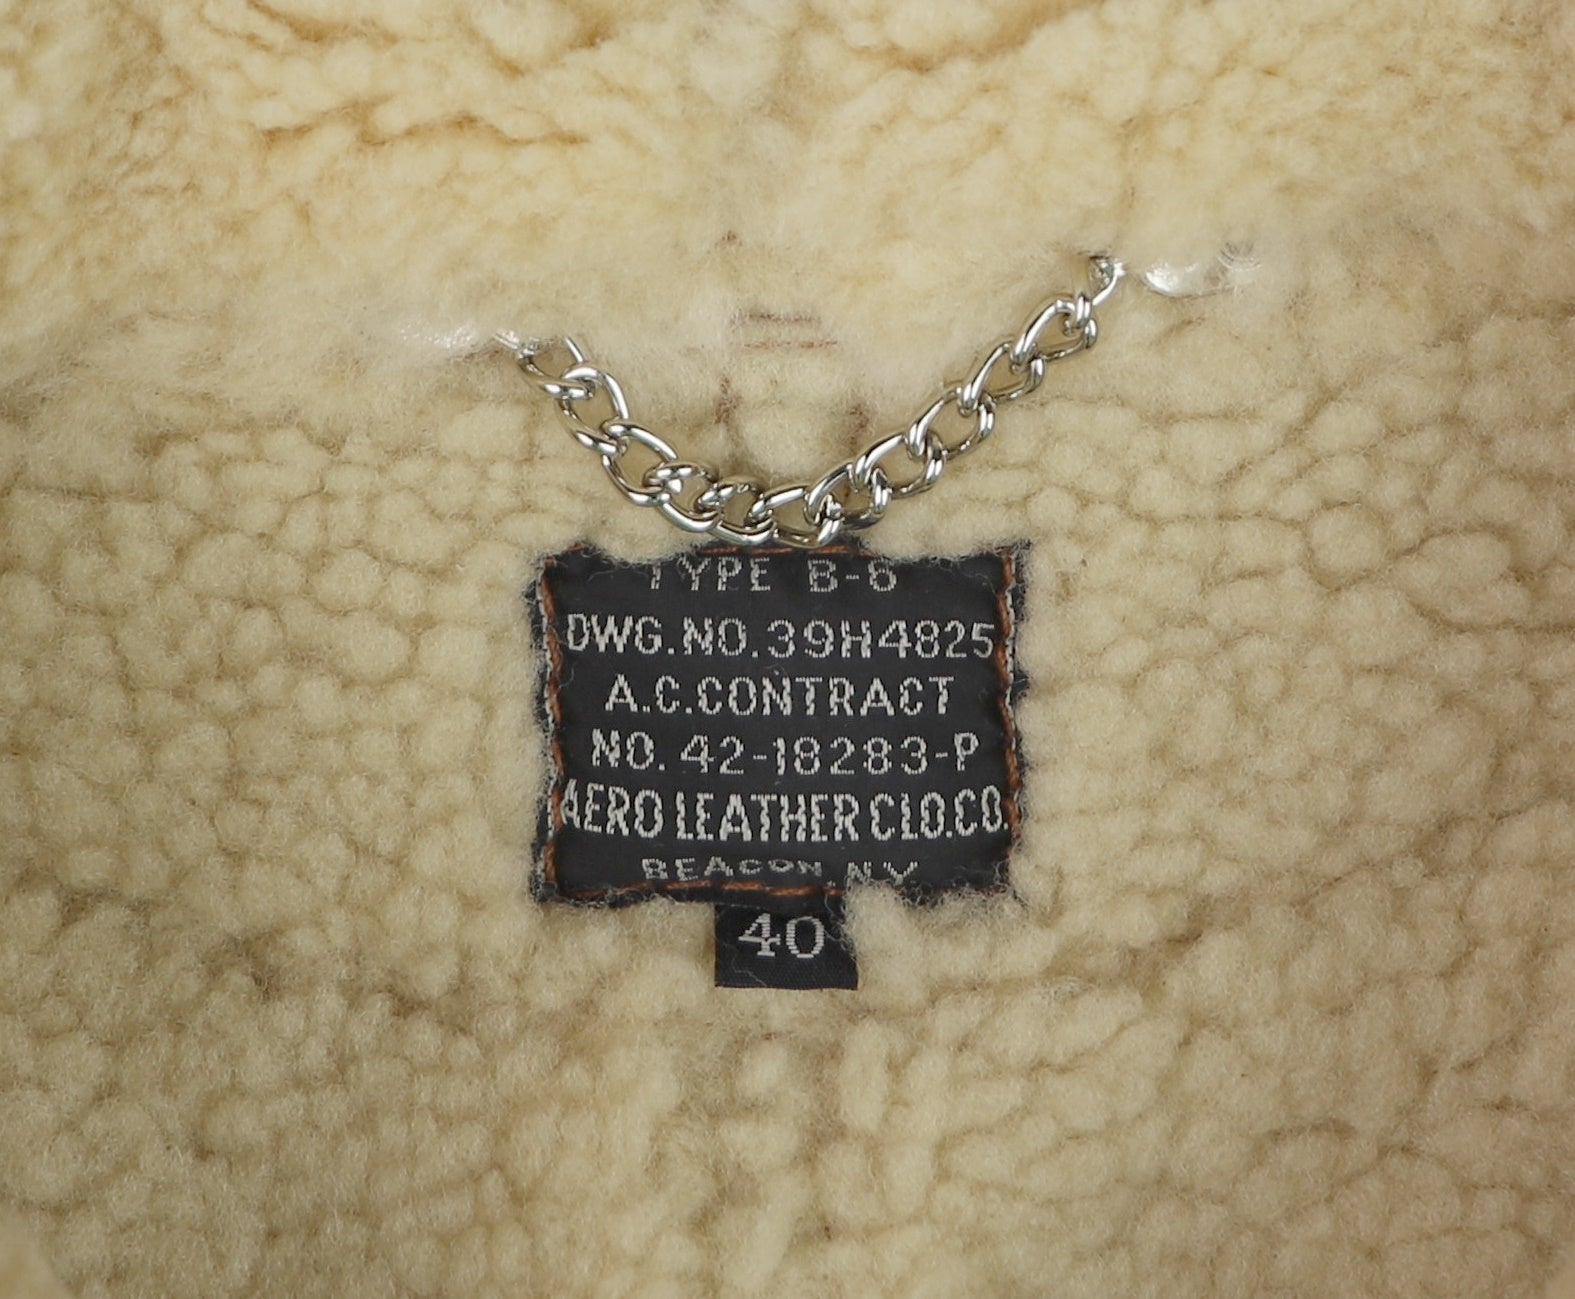 TYPE B-6
DWG.NO.39H4825
A.C.CONTRACT
NO. 42-18283-P
AERO LEATHER CLO.CO.
BEACON, N.Y
40